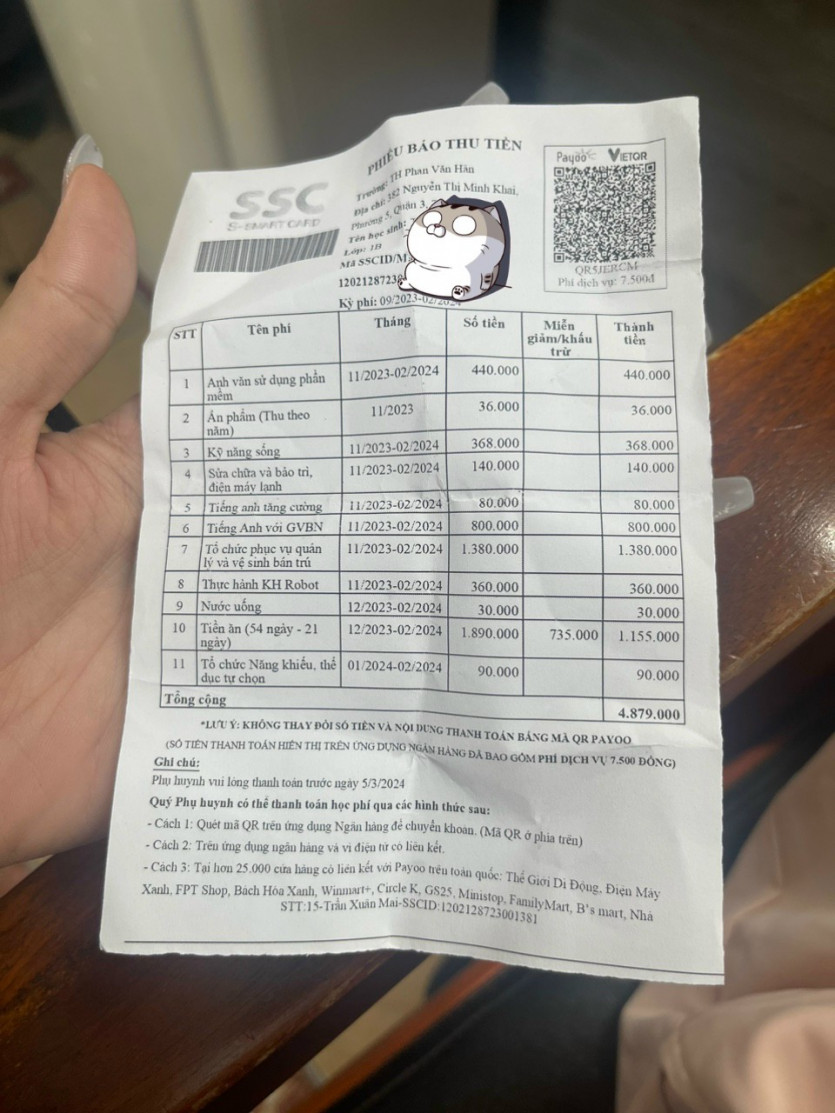 SSC
S-SMART CARD
PHIẾU BÁO THU TIỀN
Trường: TH Phan Văn Hân
Địa chỉ: 382 Nguyễn Thị Minh Khai,
Phường 5, Quận 3,
Tên học sinh:
Lớp: 1B
Mã SSCID/M
1202128723
Kỳ phí: 09/2023-02/2024
Payoo VIETQR
QR5JERCM
Phí dịch vụ: 7.500đ
STT Tên phí Tháng Số tiền Miễn giảm/khấu trừ Thành tiền
1 Anh văn sử dụng phần mềm 11/2023-02/2024 440.000 440.000
2 Ấn phẩm (Thu theo năm) 11/2023 36.000 36.000
3 Kỹ năng sống 11/2023-02/2024 368.000 368.000
4 Sửa chữa và bảo trì, điện máy lạnh 11/2023-02/2024 140.000 140.000
5 Tiếng anh tăng cường 11/2023-02/2024 80.000 80.000
6 Tiếng Anh với GVBN 11/2023-02/2024 800.000 800.000
7 Tổ chức phục vụ quản lý và vệ sinh bán trú 11/2023-02/2024 1.380.000 1.380.000
8 Thực hành KH Robot 11/2023-02/2024 360.000 360.000
9 Nước uống 12/2023-02/2024 30.000 30.000
10 Tiền ăn (54 ngày - 21 ngày) 12/2023-02/2024 1.890.000 735.000 1.155.000
11 Tổ chức Năng khiếu, thể dục tự chọn 01/2024-02/2024 90.000 90.000
Tổng cộng 4.879.000
*LƯU Ý: KHÔNG THAY ĐỔI SỐ TIỀN VÀ NỘI DUNG THANH TOÁN BẰNG MÃ QR PAYOO
(SỐ TIỀN THANH TOÁN HIỂN THỊ TRÊN ỨNG DỤNG NGÂN HÀNG ĐÃ BAO GỒM PHÍ DỊCH VỤ 7.500 ĐỒNG)
Ghi chú:
Phụ huynh vui lòng thanh toán trước ngày 5/3/2024
Quý Phụ huynh có thể thanh toán học phí qua các hình thức sau:
- Cách 1: Quét mã QR trên ứng dụng Ngân hàng để chuyển khoản. (Mã QR ở phía trên)
- Cách 2: Trên ứng dụng ngân hàng và ví điện tử có liên kết.
- Cách 3: Tại hơn 25.000 cửa hàng có liên kết với Payoo trên toàn quốc: Thế Giới Di Động, Điện Máy
Xanh, FPT Shop, Bách Hóa Xanh, Winmart+, Circle K, GS25, Ministop, FamilyMart, B's mart, Nhà
STT:15-Trần Xuân Mai-SSCID:1202128723001381